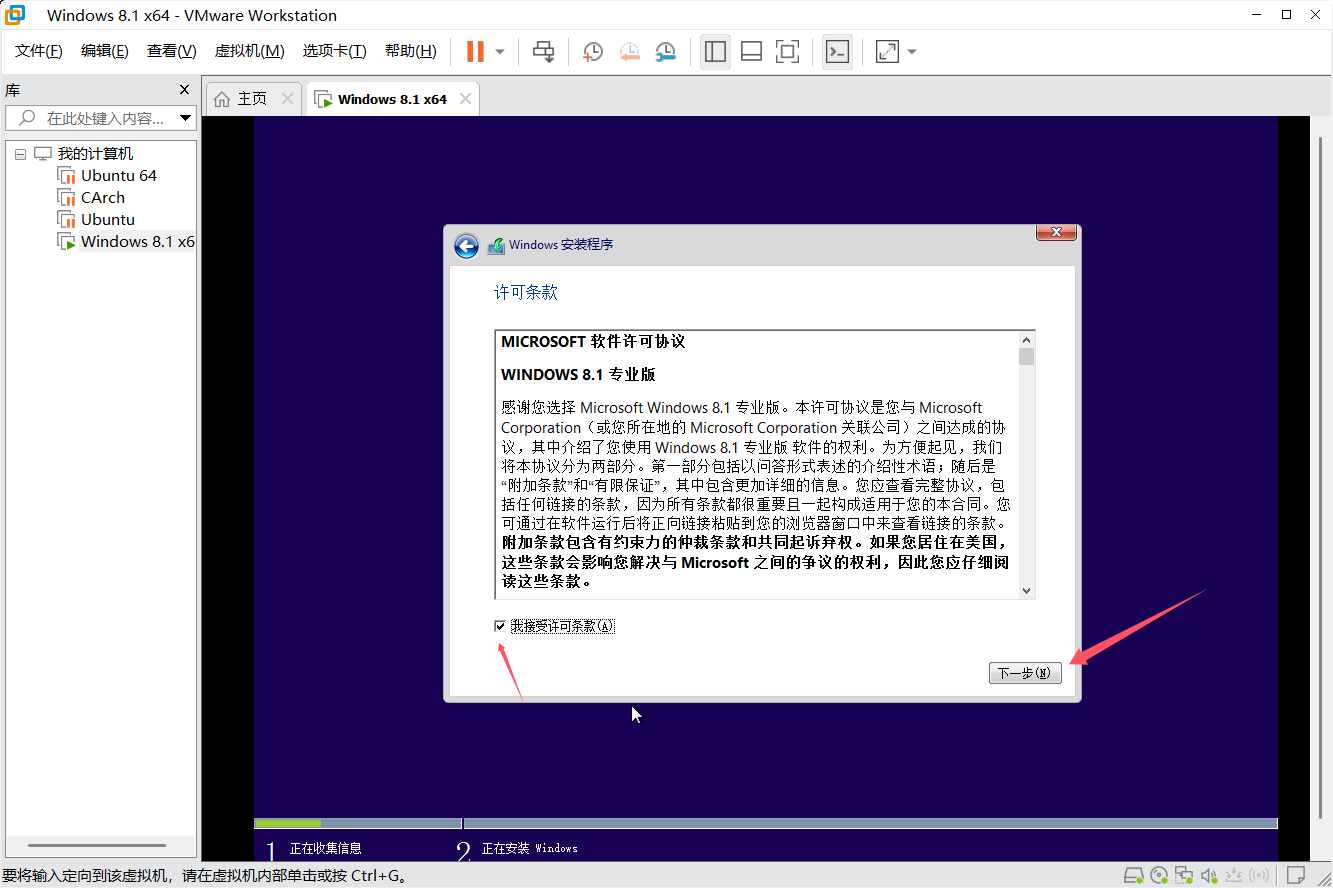 Windows 8.1 x64 - VMware Workstation
文件(F) 编辑(E) 查看(V) 虚拟机(M) 选项卡(T) 帮助(H)
库
主页
Windows 8.1 x64
在此处键入内容...
我的计算机
Ubuntu 64
CArch
Ubuntu
Windows 8.1 x6
Windows 安装程序
许可条款
MICROSOFT 软件许可协议
WINDOWS 8.1 专业版
感谢您选择 Microsoft Windows 8.1 专业版。本许可协议是您与 Microsoft
Corporation（或您所在地的 Microsoft Corporation 关联公司）之间达成的协
议，其中介绍了您使用 Windows 8.1 专业版 软件的权利。为方便起见，我们
将本协议分为两部分。第一部分包括以问答形式表述的介绍性术语；随后是
“附加条款”和“有限保证”，其中包含更加详细的信息。您应查看完整协议，包
括任何链接的条款，因为所有条款都很重要且一起构成适用于您的本合同。您
可通过在软件运行后将正向链接粘贴到您的浏览器窗口中来查看链接的条款。
附加条款包含有约束力的仲裁条款和共同起诉弃权。如果您居住在美国，
这些条款会影响您解决与 Microsoft 之间的争议的权利，因此您应仔细阅
读这些条款。
我接受许可条款(A)
下一步(N)
1 正在收集信息
2 正在安装 Windows
要将输入定向到该虚拟机，请在虚拟机内部单击或按 Ctrl+G。